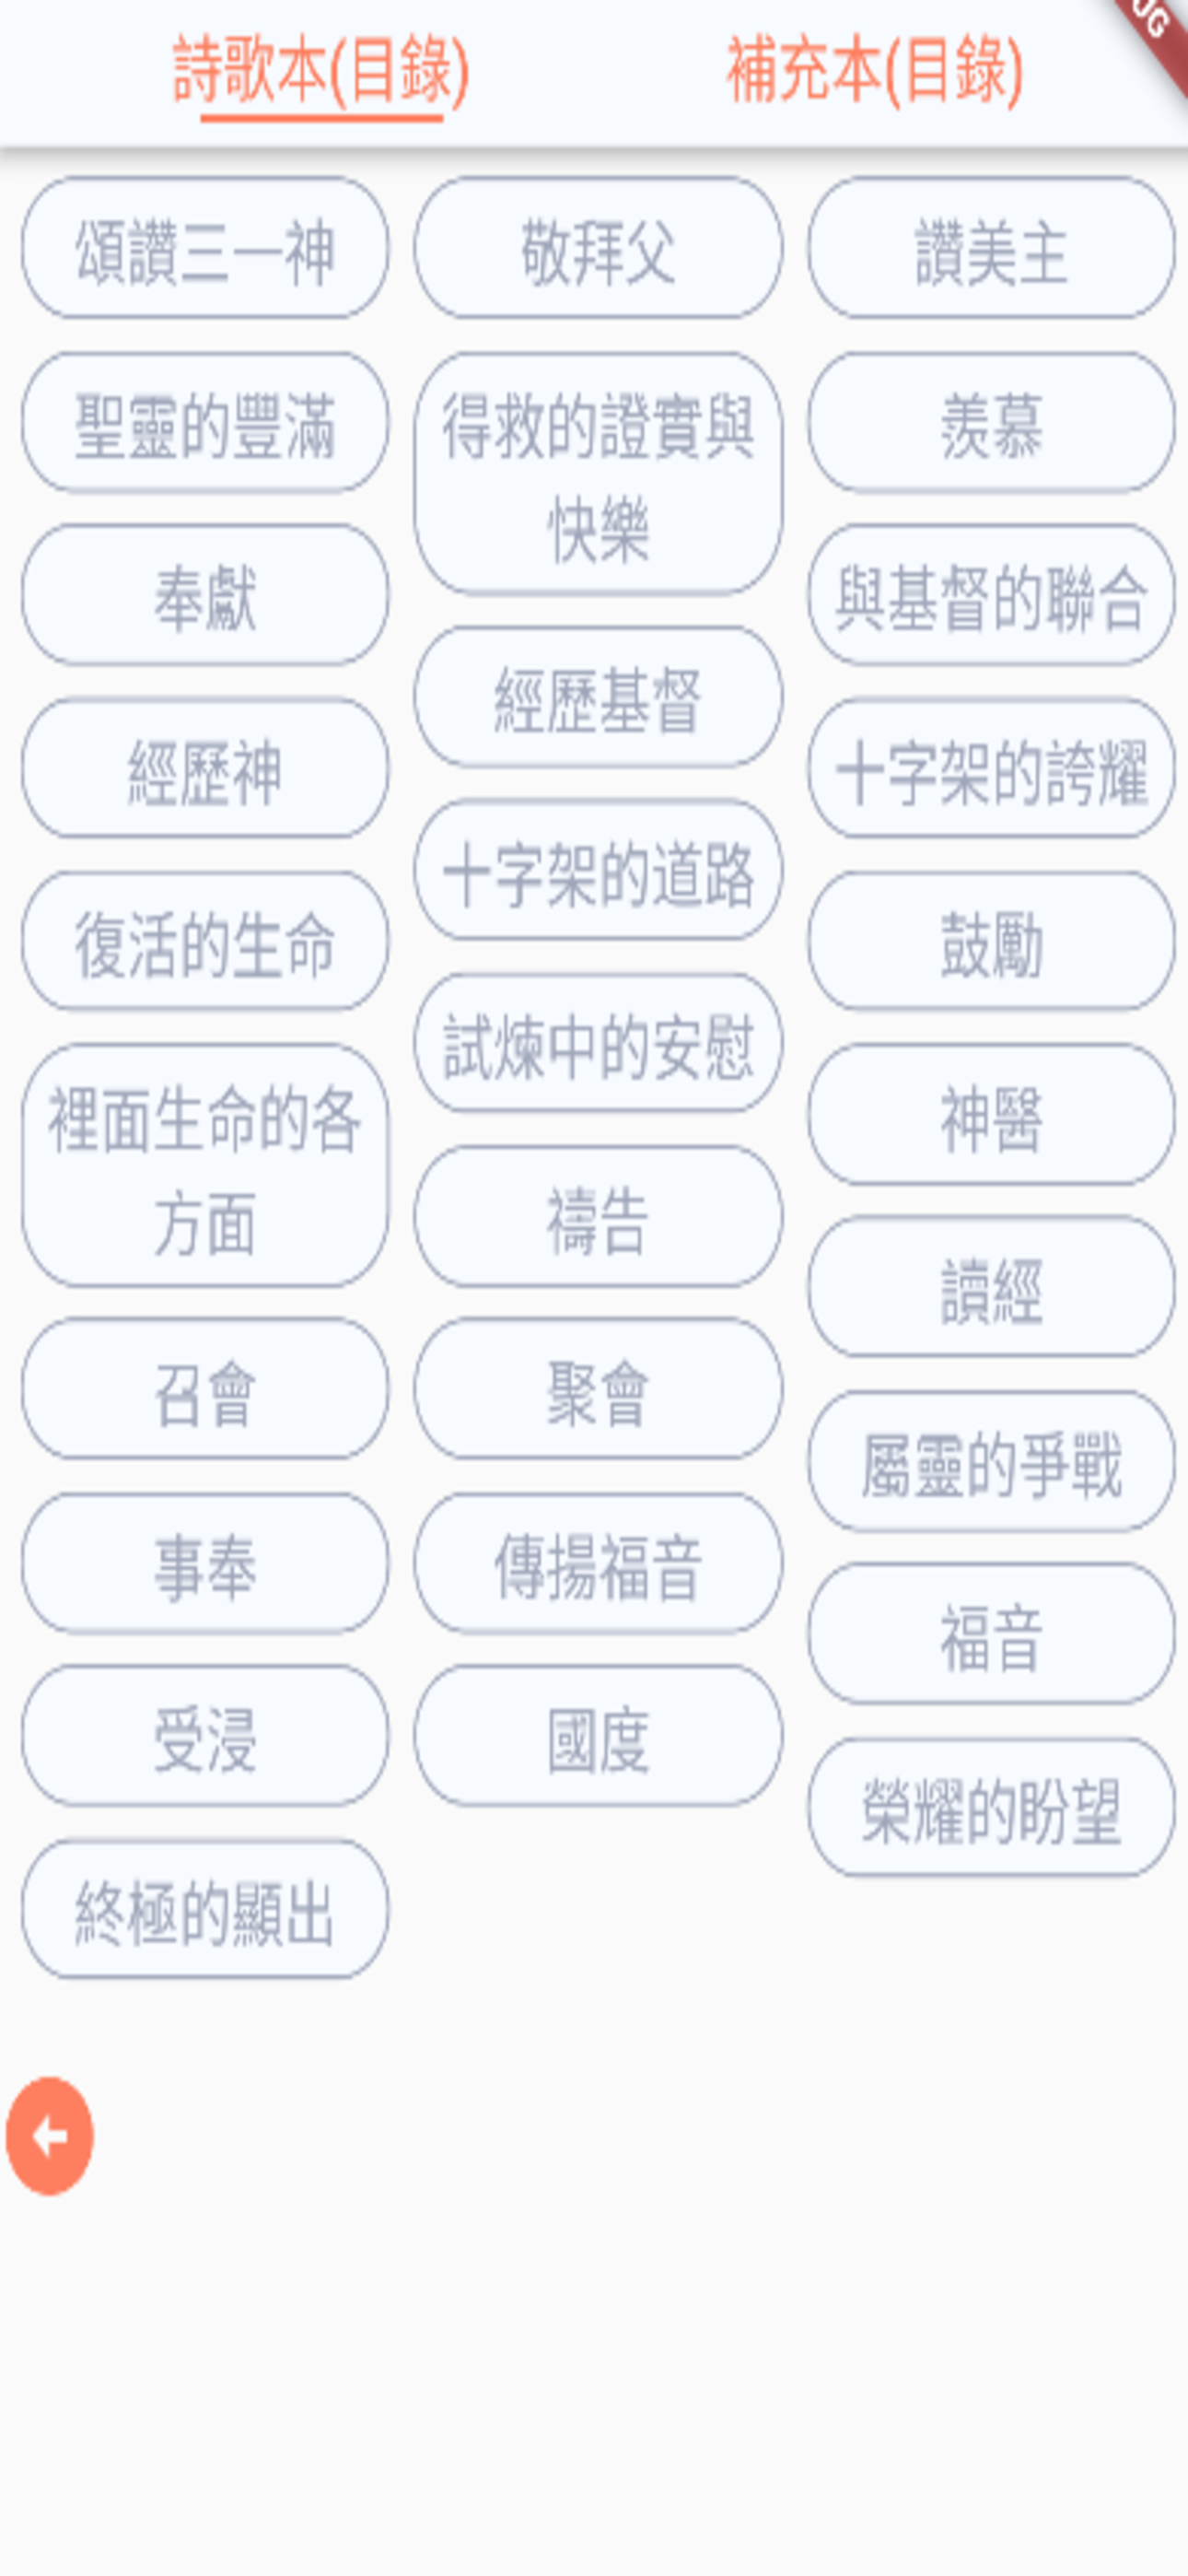 詩歌本(目錄)
補充本(目錄)
頌讚三一神
敬拜父
讚美主
聖靈的豐滿
得救的證實與
快樂
羨慕
奉獻
與基督的聯合
經歷基督
經歷神
十字架的誇耀
十字架的道路
復活的生命
鼓勵
試煉中的安慰
裡面生命的各
方面
神醫
禱告
讀經
召會
聚會
屬靈的爭戰
事奉
傳揚福音
福音
受浸
國度
榮耀的盼望
終極的顯出